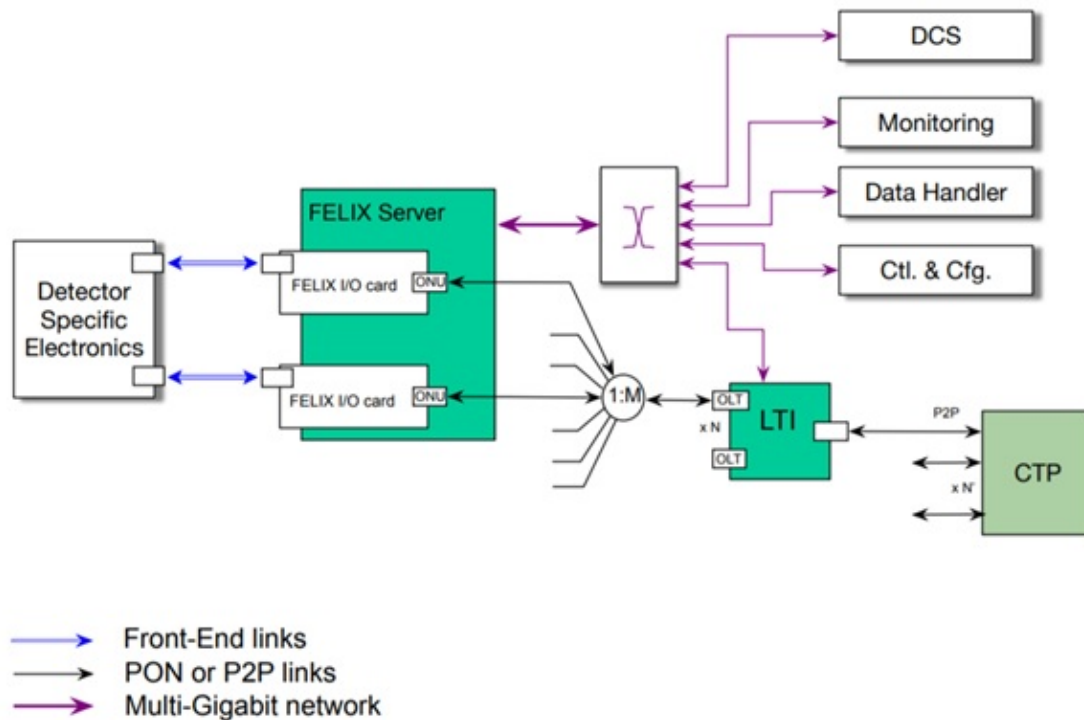 DCS
Monitoring
Data Handler
Ctl. & Cfg.
FELIX Server
FELIX I/O card
ONU
Detector
Specific
Electronics
FELIX I/O card
ONU
1:M
OLT
x N
OLT
LTI
P2P
x N'
CTP
Front-End links
PON or P2P links
Multi-Gigabit network